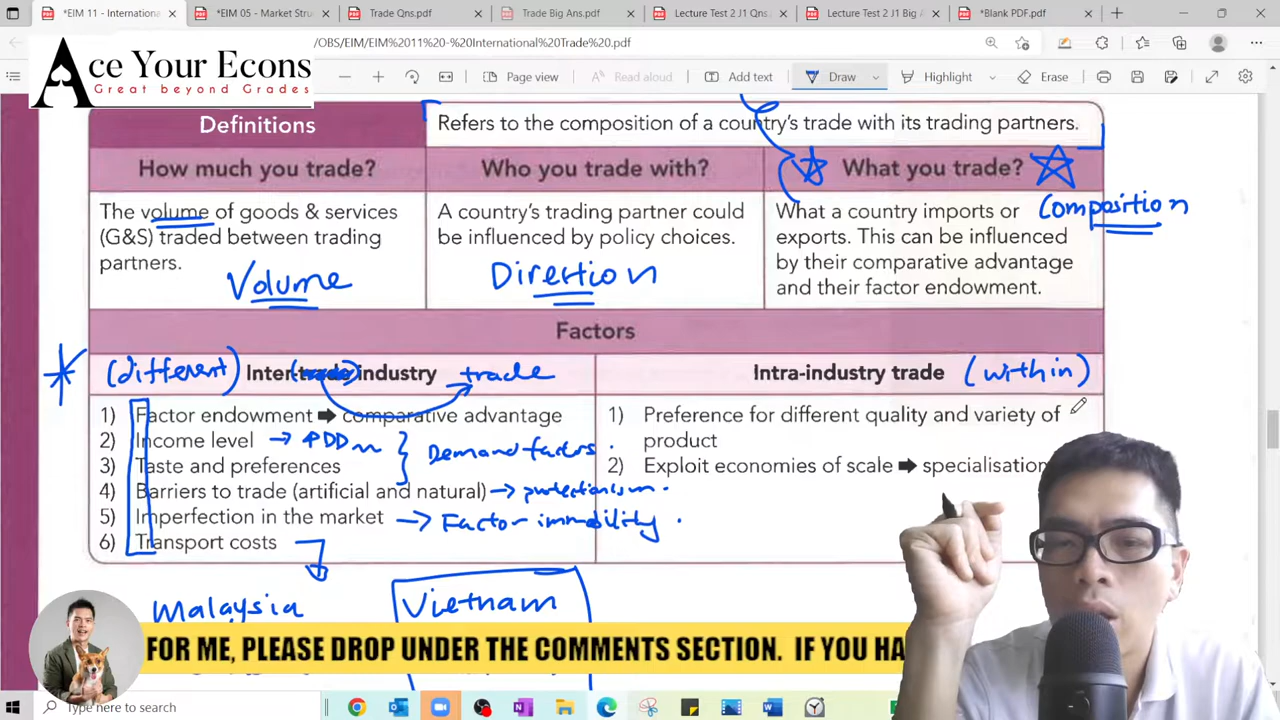 *EIM 11 - Internation
*EIM 05 - Market Stru
Trade Qns.pdf
Trade Big Ans.pdf
Lecture Test 2 J1 Qns
Lecture Test 2 J1 Big A
*Blank PDF.pdf
/OBS/EIM/EIM%2011%20-%20International%20Trade%20.pdf
Ace Your Econs
Great beyond Grades
Page view
Read aloud
Add text
Draw
Highlight
Erase
Definitions
Refers to the composition of a country's trade with its trading partners.
How much you trade?
Who you trade with?
What you trade?
The volume of goods & services
(G&S) traded between trading
partners.
Volume
A country's trading partner could
be influenced by policy choices.
Direction
What a country imports or
exports. This can be influenced
by their comparative advantage
and their factor endowment.
Composition
Factors
(different) Inter-trade industry trade
Intra-industry trade (within)
1) Factor endowment ➡ comparative advantage
2) Income level → ↑DDn
3) Taste and preferences
Demand factors.
4) Barriers to trade (artificial and natural) → protectionism.
5) Imperfection in the market → Factor immobility.
6) Transport costs
1) Preference for different quality and variety of
product
2) Exploit economies of scale ➡ specialisation
Malaysia
Vietnam
FOR ME, PLEASE DROP UNDER THE COMMENTS SECTION. IF YOU HA
Type here to search